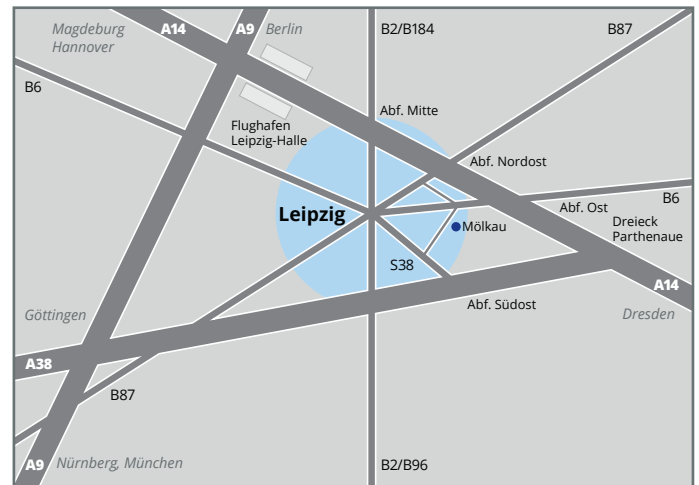 Magdeburg
Hannover
A14
A9
Berlin
B2/B184
B87
B6
Abf. Mitte
Flughafen
Leipzig-Halle
Abf. Nordost
B6
Abf. Ost
Leipzig
Mölkau
Dreieck
Parthenaue
S38
A14
Abf. Südost
Göttingen
Dresden
A38
B87
A9
Nürnberg, München
B2/B96